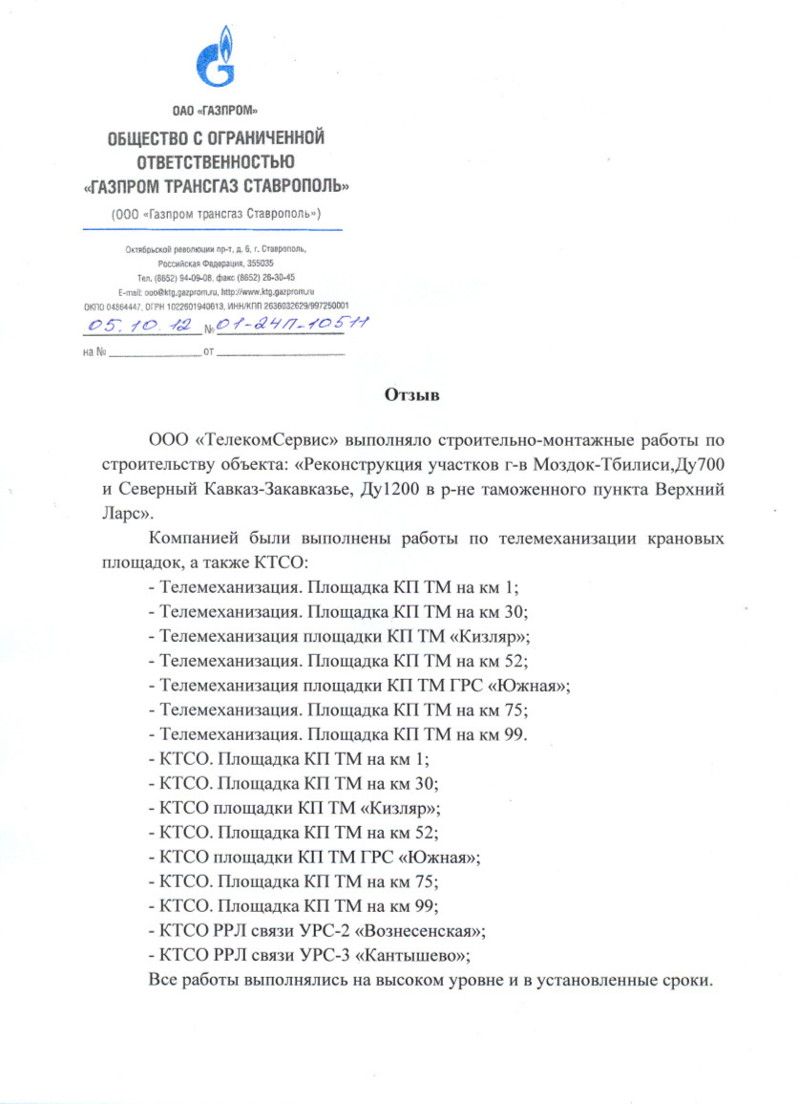 ОАО «ГАЗПРОМ»
ОБЩЕСТВО С ОГРАНИЧЕННОЙ
ОТВЕТСТВЕННОСТЬЮ
«ГАЗПРОМ ТРАНСГАЗ СТАВРОПОЛЬ»
(ООО «Газпром трансгаз Ставрополь»)
Октябрьской революции пр-т, д. 6, г. Ставрополь,
Российская Федерация, 355035
Тел. (8652) 94-09-08, факс (8652) 26-30-45
E-mail: ooo@ktg.gazprom.ru, http://www.ktg.gazprom.ru
ОКПО 04864447, ОГРН 1022601940613, ИНН/КПП 2636032629/997250001
05.10.12 № 01-24П-10511
на № ____________ от ____________
Отзыв
ООО «ТелекомСервис» выполняло строительно-монтажные работы по
строительству объекта: «Реконструкция участков г-в Моздок-Тбилиси,Ду700
и Северный Кавказ-Закавказье, Ду1200 в р-не таможенного пункта Верхний
Ларс».
Компанией были выполнены работы по телемеханизации крановых
площадок, а также КТСО:
- Телемеханизация. Площадка КП ТМ на км 1;
- Телемеханизация. Площадка КП ТМ на км 30;
- Телемеханизация площадки КП ТМ «Кизляр»;
- Телемеханизация. Площадка КП ТМ на км 52;
- Телемеханизация площадки КП ТМ ГРС «Южная»;
- Телемеханизация. Площадка КП ТМ на км 75;
- Телемеханизация. Площадка КП ТМ на км 99.
- КТСО. Площадка КП ТМ на км 1;
- КТСО. Площадка КП ТМ на км 30;
- КТСО площадки КП ТМ «Кизляр»;
- КТСО. Площадка КП ТМ на км 52;
- КТСО площадки КП ТМ ГРС «Южная»;
- КТСО. Площадка КП ТМ на км 75;
- КТСО. Площадка КП ТМ на км 99;
- КТСО РРЛ связи УРС-2 «Вознесенская»;
- КТСО РРЛ связи УРС-3 «Кантышево»;
Все работы выполнялись на высоком уровне и в установленные сроки.